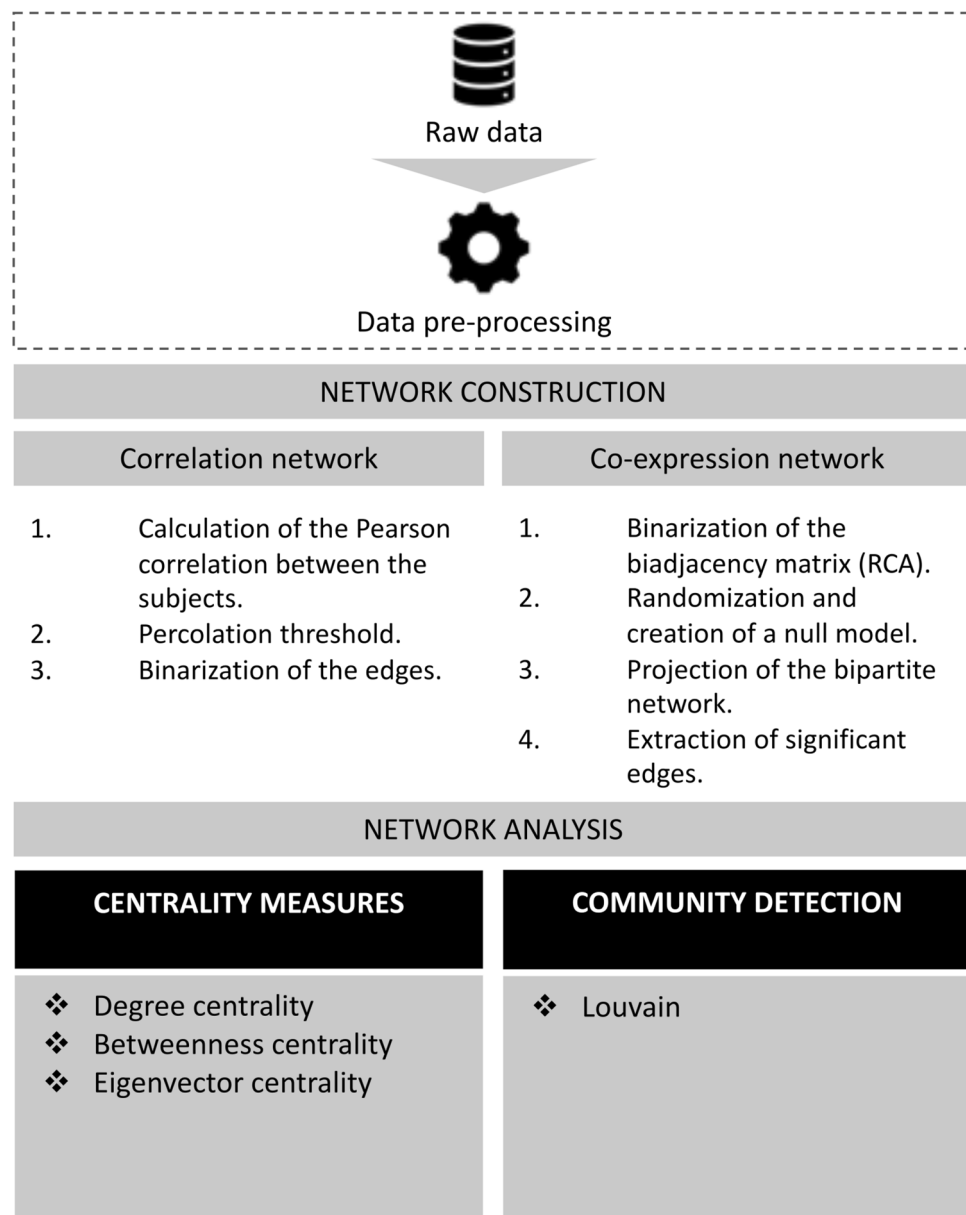 Raw data
Data pre-processing
NETWORK CONSTRUCTION
Correlation network
1. Calculation of the Pearson
correlation between the
subjects.
2. Percolation threshold.
3. Binarization of the edges.
Co-expression network
1. Binarization of the
biadjacency matrix (RCA).
2. Randomization and
creation of a null model.
3. Projection of the bipartite
network.
4. Extraction of significant
edges.
NETWORK ANALYSIS
CENTRALITY MEASURES
❖ Degree centrality
❖ Betweenness centrality
❖ Eigenvector centrality
COMMUNITY DETECTION
❖ Louvain